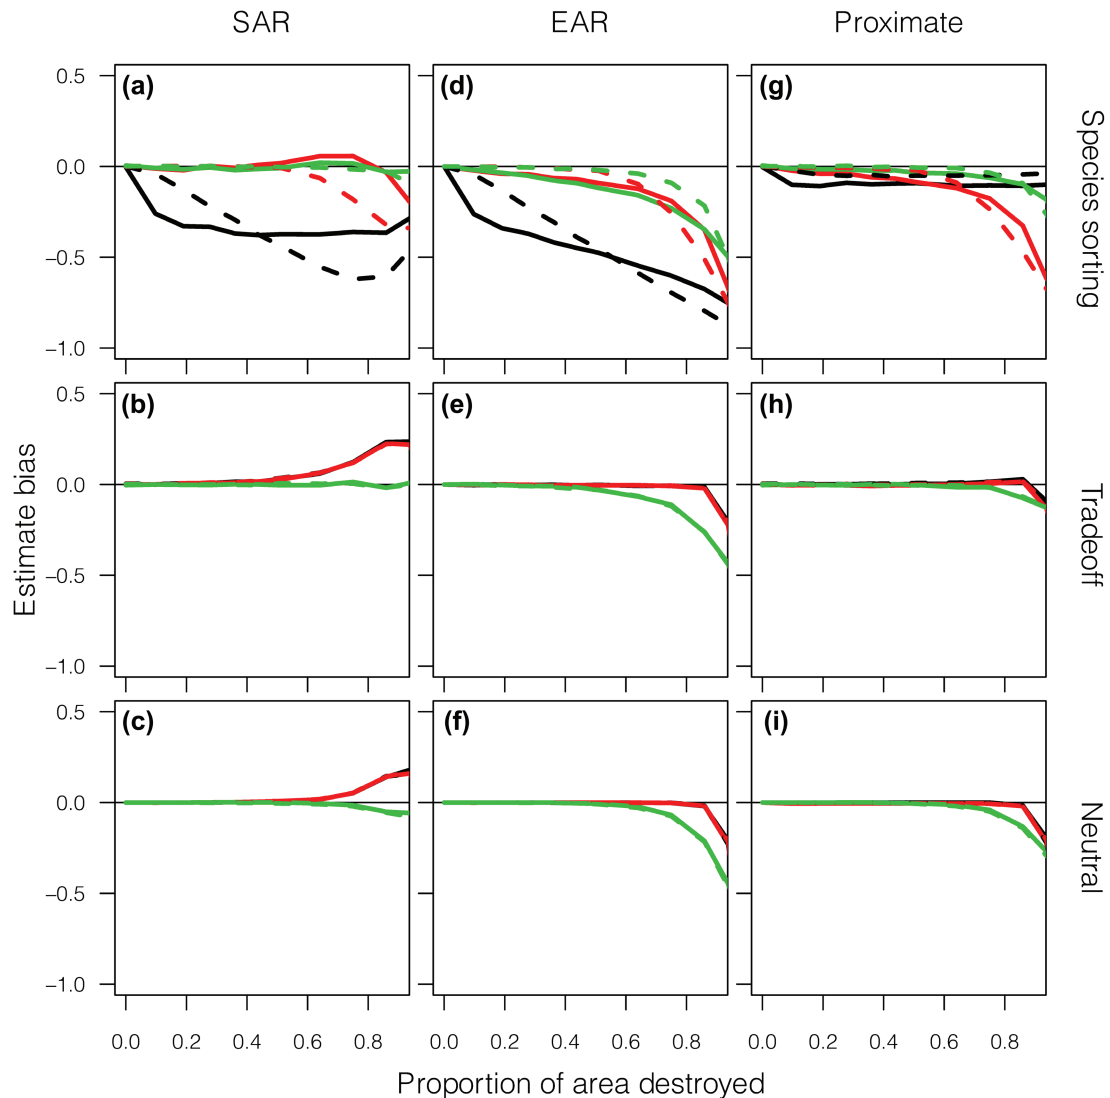 SAR EAR Proximate
(a) (d) (g)
0.5
0.0
−0.5
−1.0
Species sorting
(b) (e) (h)
0.5
0.0
−0.5
−1.0
Tradeoff
Estimate bias
(c) (f) (i)
0.5
0.0
−0.5
−1.0
Neutral
0.0 0.2 0.4 0.6 0.8 0.0 0.2 0.4 0.6 0.8 0.0 0.2 0.4 0.6 0.8
Proportion of area destroyed